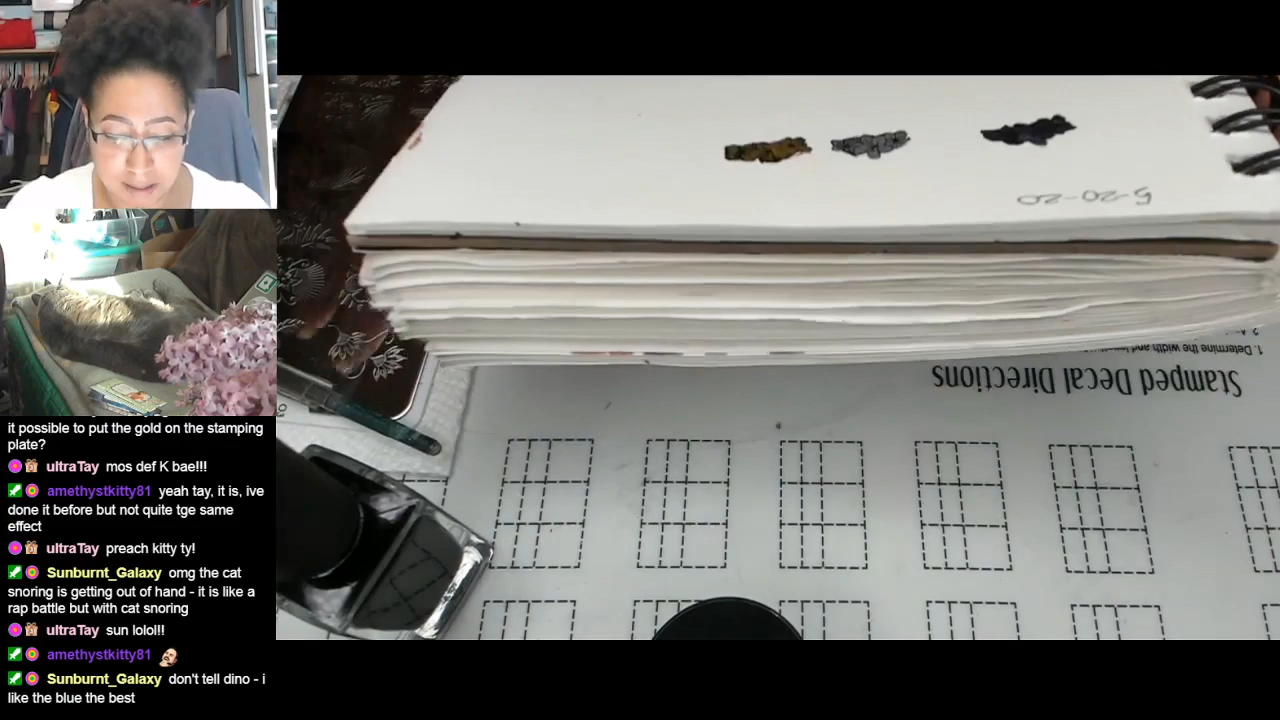 it possible to put the gold on the stamping
plate?
ultraTay mos def K bae!!!
amethystkitty81 yeah tay, it is, ive
done it before but not quite tge same
effect
ultraTay preach kitty ty!
Sunburnt_Galaxy omg the cat
snoring is getting out of hand - it is like a
rap battle but with cat snoring
ultraTay sun lolol!!
amethystkitty81
Sunburnt_Galaxy don't tell dino - i
like the blue the best
5-20-20
Stamped Decal Directions
1. Determine the width and